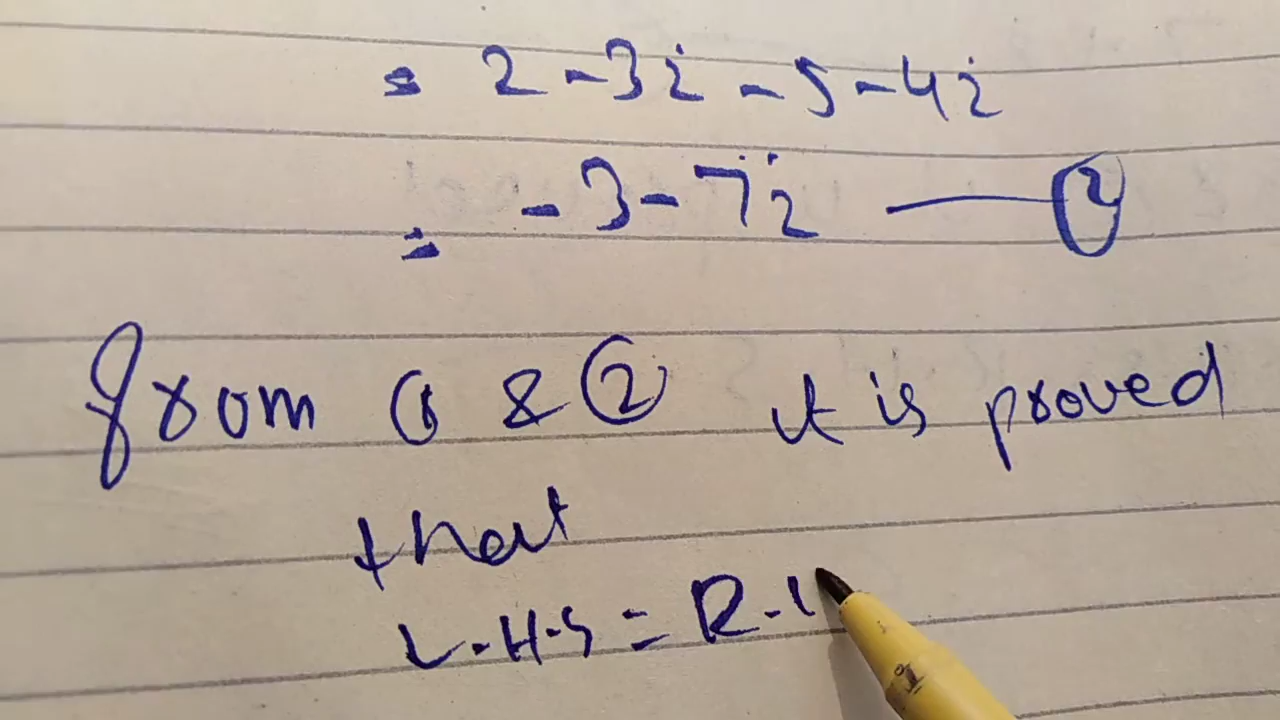 = 2 - 3i - 5 - 4i
= - 3 - 7i — ②
from ① & ② it is proved
that
L.H.S = R.